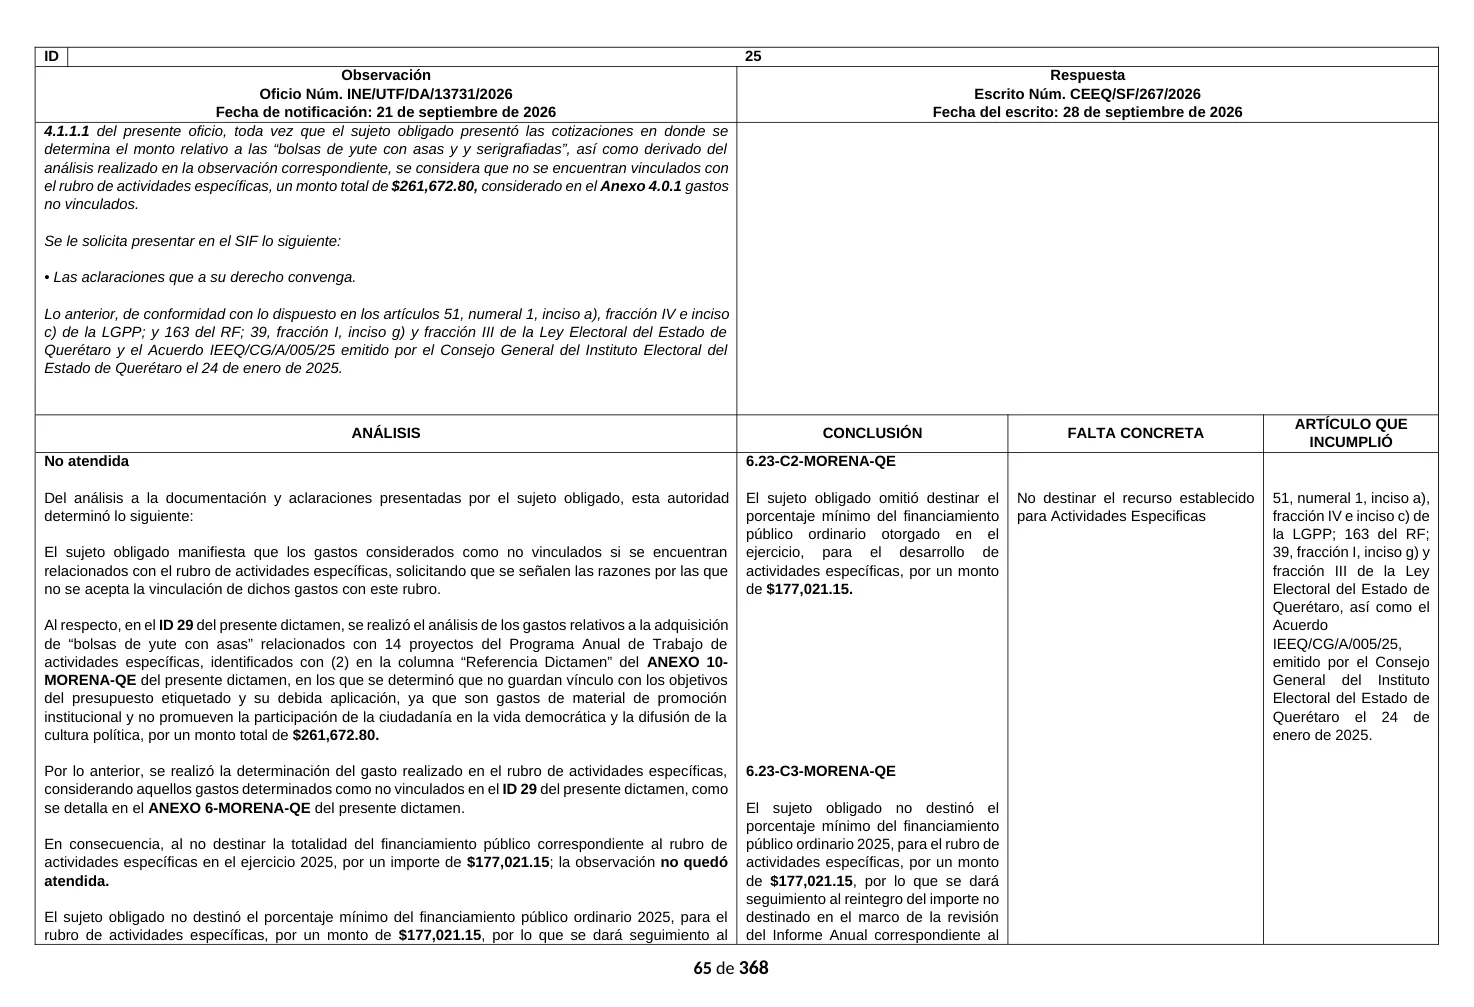 ID 25
Observación
Oficio Núm. INE/UTF/DA/13731/2026
Fecha de notificación: 21 de septiembre de 2026
Respuesta
Escrito Núm. CEEQ/SF/267/2026
Fecha del escrito: 28 de septiembre de 2026
4.1.1.1 del presente oficio, toda vez que el sujeto obligado presentó las cotizaciones en donde se
determina el monto relativo a las “bolsas de yute con asas y y serigrafiadas”, así como derivado del
análisis realizado en la observación correspondiente, se considera que no se encuentran vinculados con
el rubro de actividades específicas, un monto total de $261,672.80, considerado en el Anexo 4.0.1 gastos
no vinculados.
Se le solicita presentar en el SIF lo siguiente:
• Las aclaraciones que a su derecho convenga.
Lo anterior, de conformidad con lo dispuesto en los artículos 51, numeral 1, inciso a), fracción IV e inciso
c) de la LGPP; y 163 del RF; 39, fracción I, inciso g) y fracción III de la Ley Electoral del Estado de
Querétaro y el Acuerdo IEEQ/CG/A/005/25 emitido por el Consejo General del Instituto Electoral del
Estado de Querétaro el 24 de enero de 2025.
ANÁLISIS
CONCLUSIÓN
FALTA CONCRETA
ARTÍCULO QUE
INCUMPLIÓ
No atendida
Del análisis a la documentación y aclaraciones presentadas por el sujeto obligado, esta autoridad
determinó lo siguiente:
El sujeto obligado manifiesta que los gastos considerados como no vinculados si se encuentran
relacionados con el rubro de actividades específicas, solicitando que se señalen las razones por las que
no se acepta la vinculación de dichos gastos con este rubro.
Al respecto, en el ID 29 del presente dictamen, se realizó el análisis de los gastos relativos a la adquisición
de “bolsas de yute con asas” relacionados con 14 proyectos del Programa Anual de Trabajo de
actividades específicas, identificados con (2) en la columna “Referencia Dictamen” del ANEXO 10-
MORENA-QE del presente dictamen, en los que se determinó que no guardan vínculo con los objetivos
del presupuesto etiquetado y su debida aplicación, ya que son gastos de material de promoción
institucional y no promueven la participación de la ciudadanía en la vida democrática y la difusión de la
cultura política, por un monto total de $261,672.80.
Por lo anterior, se realizó la determinación del gasto realizado en el rubro de actividades específicas,
considerando aquellos gastos determinados como no vinculados en el ID 29 del presente dictamen, como
se detalla en el ANEXO 6-MORENA-QE del presente dictamen.
En consecuencia, al no destinar la totalidad del financiamiento público correspondiente al rubro de
actividades específicas en el ejercicio 2025, por un importe de $177,021.15; la observación no quedó
atendida.
El sujeto obligado no destinó el porcentaje mínimo del financiamiento público ordinario 2025, para el
rubro de actividades específicas, por un monto de $177,021.15, por lo que se dará seguimiento al
6.23-C2-MORENA-QE
El sujeto obligado omitió destinar el
porcentaje mínimo del financiamiento
público ordinario otorgado en el
ejercicio, para el desarrollo de
actividades específicas, por un monto
de $177,021.15.
6.23-C3-MORENA-QE
El sujeto obligado no destinó el
porcentaje mínimo del financiamiento
público ordinario 2025, para el rubro de
actividades específicas, por un monto
de $177,021.15, por lo que se dará
seguimiento al reintegro del importe no
destinado en el marco de la revisión
del Informe Anual correspondiente al
No destinar el recurso establecido
para Actividades Especificas
51, numeral 1, inciso a),
fracción IV e inciso c) de
la LGPP; 163 del RF;
39, fracción I, inciso g) y
fracción III de la Ley
Electoral del Estado de
Querétaro, así como el
Acuerdo
IEEQ/CG/A/005/25,
emitido por el Consejo
General del Instituto
Electoral del Estado de
Querétaro el 24 de
enero de 2025.
65 de 368